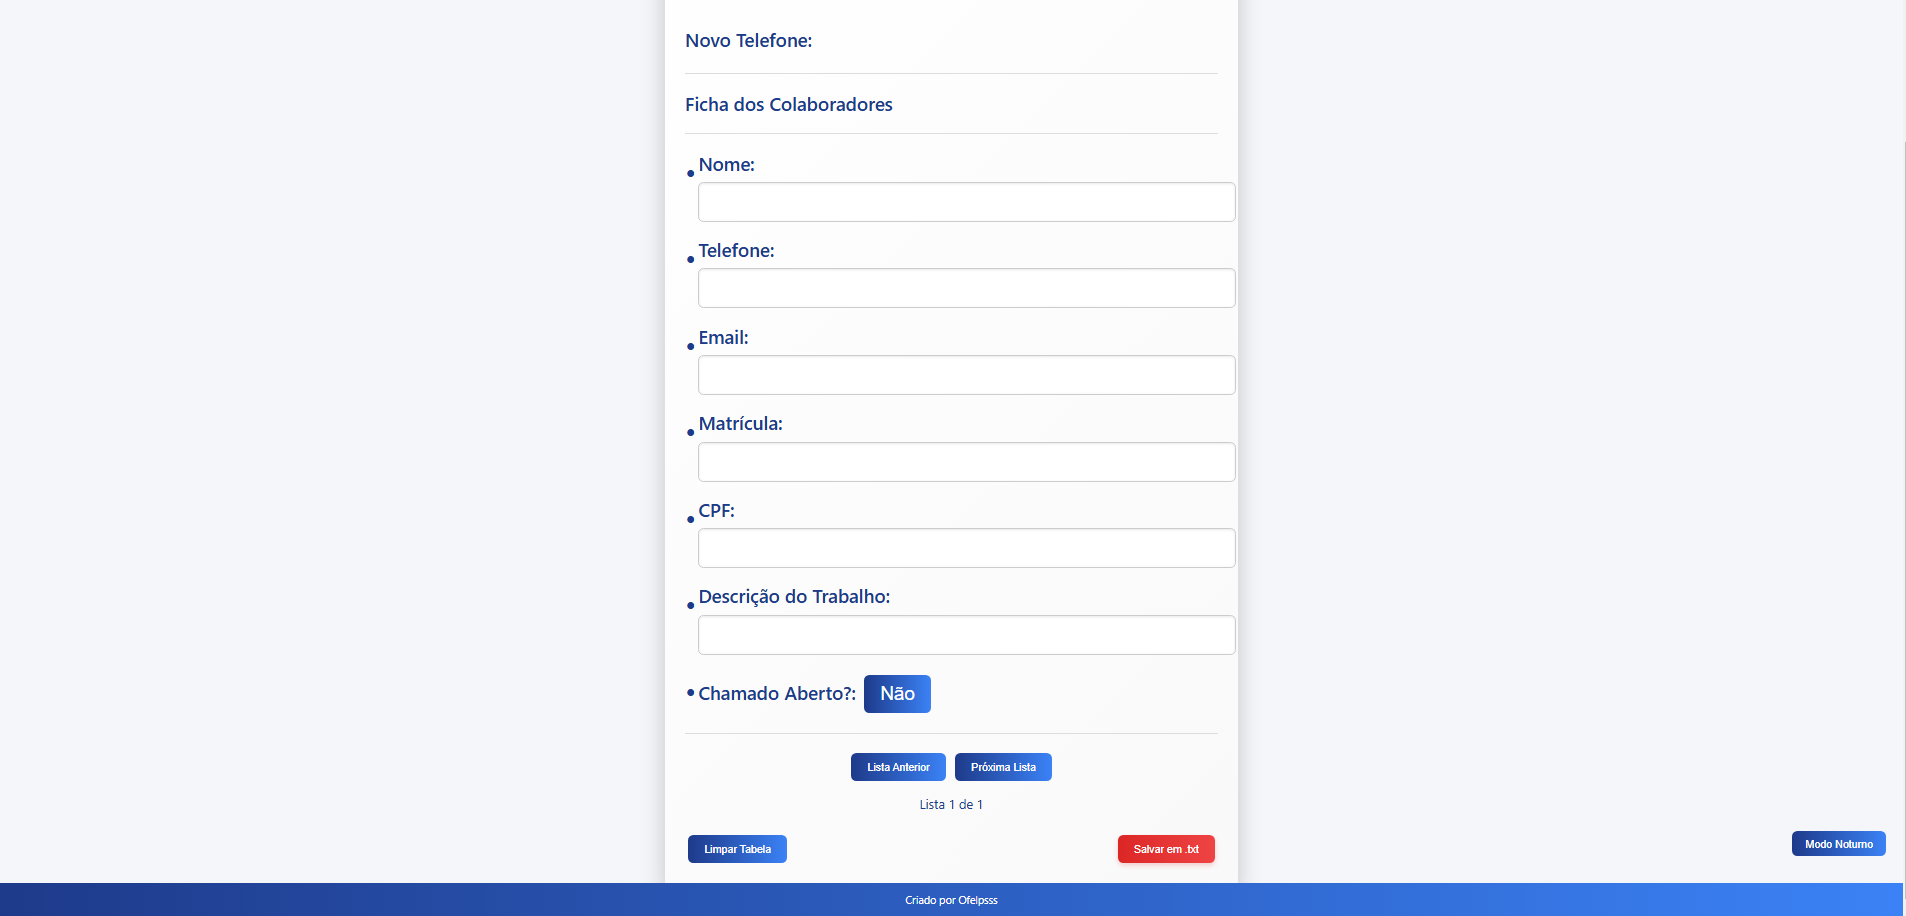 Novo Telefone:
Ficha dos Colaboradores
• Nome:
• Telefone:
• Email:
• Matrícula:
• CPF:
• Descrição do Trabalho:
• Chamado Aberto?: Não
Lista Anterior Próxima Lista
Lista 1 de 1
Limpar Tabela Salvar em .txt
Modo Noturno
Criado por Ofelpsss